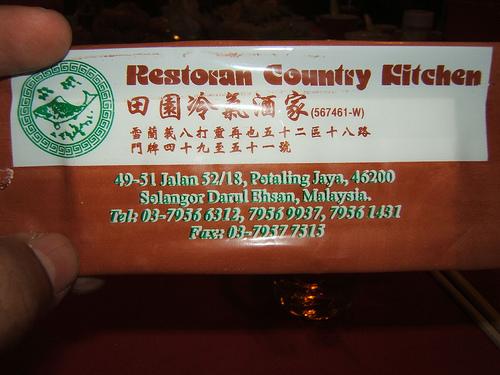 Restoran Country Kitchen
田園冷氣酒家(567461-W)
雪蘭莪八打靈再也五十二區十八路
門牌四十九至五十一號
49-51 Jalan 52/18, Petaling Jaya, 46200
Selangor Darul Ehsan, Malaysia.
Tel: 03-7956 6312, 7956 9937, 7956 1431
Fax: 03-7957 7515